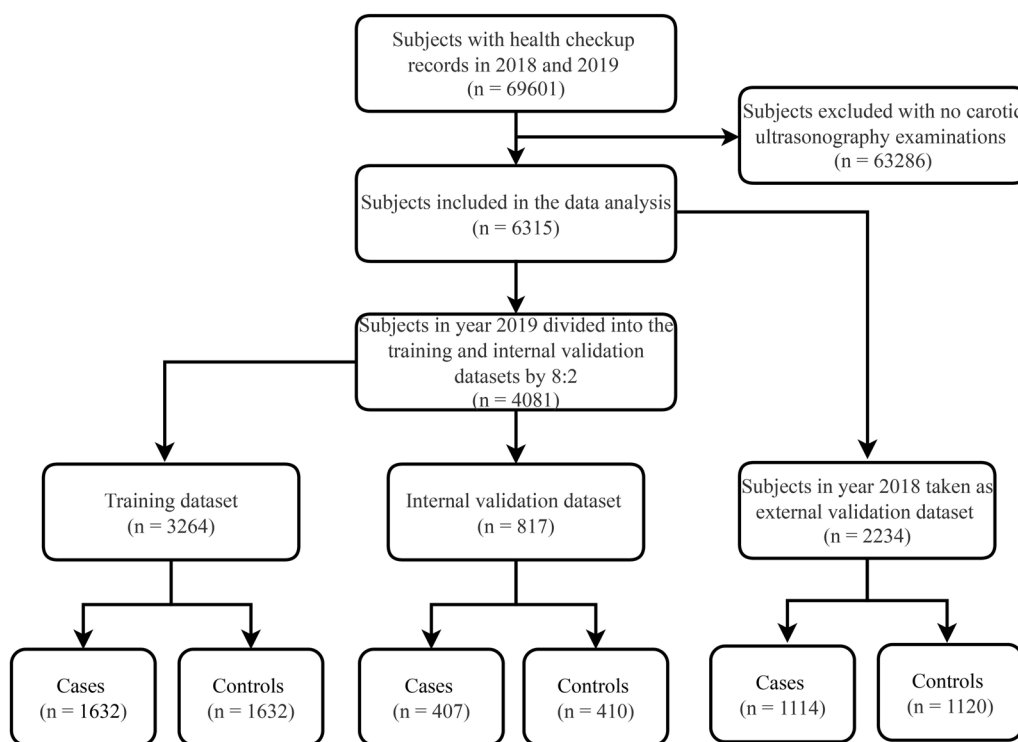 Subjects with health checkup
records in 2018 and 2019
(n = 69601)
Subjects excluded with no carotic
ultrasonography examinations
(n = 63286)
Subjects included in the data analysis
(n = 6315)
Subjects in year 2019 divided into the
training and internal validation
datasets by 8:2
(n = 4081)
Training dataset
(n = 3264)
Internal validation dataset
(n = 817)
Subjects in year 2018 taken as
external validation dataset
(n = 2234)
Cases
(n = 1632)
Controls
(n = 1632)
Cases
(n = 407)
Controls
(n = 410)
Cases
(n = 1114)
Controls
(n = 1120)